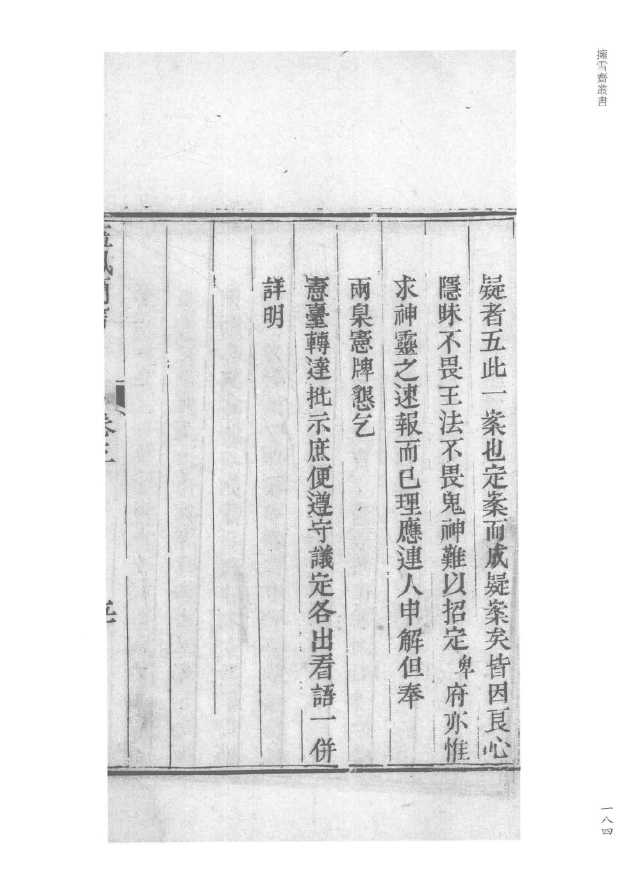 擁雪齋叢書
疑者五此一案也定案而成疑案矣皆因良心
隱昧不畏王法不畏鬼神難以招定卑府亦惟
求神靈之速報而已理應連人申解但奉
兩臬憲牌懇乞
憲臺轉達批示庶便遵守議定各出看語一併
詳明
卷三
一八四